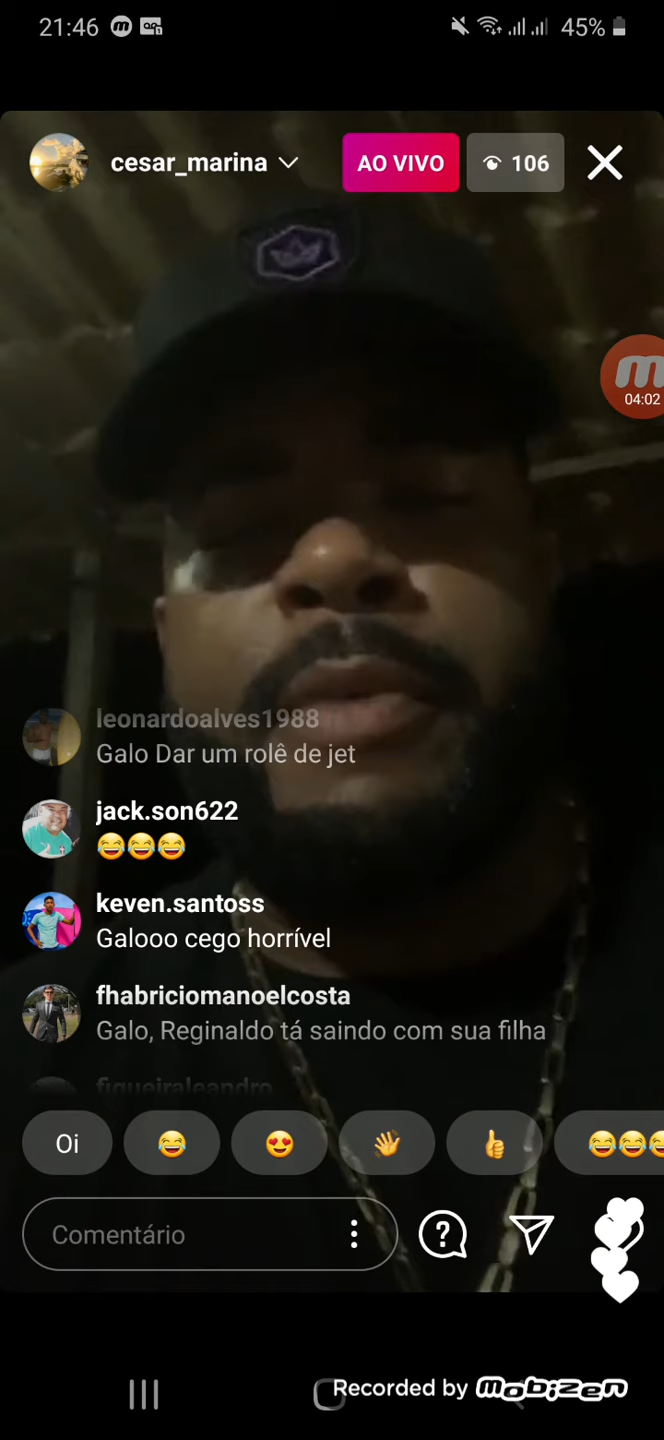 21:46
45%
cesar_marina
AO VIVO
106
04:02
leonardoalves1988
Galo Dar um rolê de jet
jack.son622
😂😂😂
keven.santoss
Galooo cego horrível
fhabriciomanoelcosta
Galo, Reginaldo tá saindo com sua filha
figueiraleandro
Oi
Comentário
Recorded by mobizen